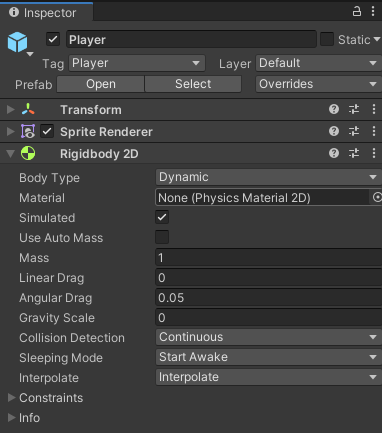 Inspector
Player
Static
Tag Player Layer Default
Prefab Open Select Overrides
Transform
Sprite Renderer
Rigidbody 2D
Body Type Dynamic
Material None (Physics Material 2D)
Simulated
Use Auto Mass
Mass 1
Linear Drag 0
Angular Drag 0.05
Gravity Scale 0
Collision Detection Continuous
Sleeping Mode Start Awake
Interpolate Interpolate
Constraints
Info